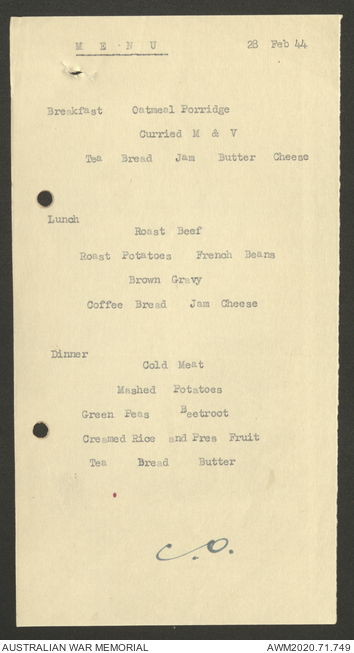 M E N U 28 Feb 44
Breakfast Oatmeal Porridge
Curried M & V
Tea Bread Jam Butter Cheese
Lunch
Roast Beef
Roast Potatoes French Beans
Brown Gravy
Coffee Bread Jam Cheese
Dinner
Cold Meat
Mashed Potatoes
Green Peas Beetroot
Creamed Rice and Pres Fruit
Tea Bread Butter
C.O.
AUSTRALIAN WAR MEMORIAL AWM2020.71.749